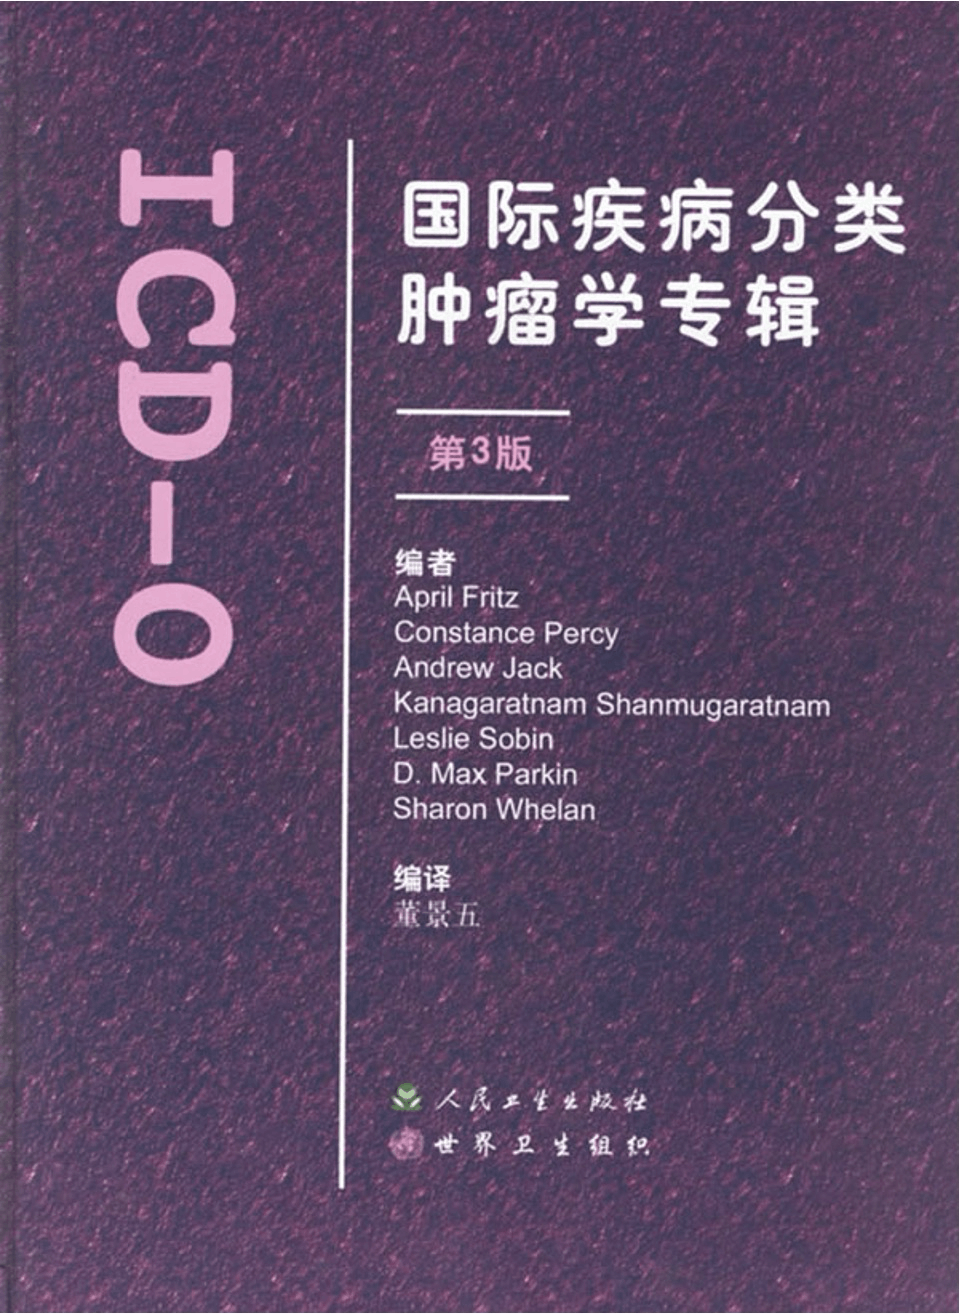 ICD-O
国际疾病分类
肿瘤学专辑
第3版
编者
April Fritz
Constance Percy
Andrew Jack
Kanagaratnam Shanmugaratnam
Leslie Sobin
D. Max Parkin
Sharon Whelan
编译
董景五
人民卫生出版社
世界卫生组织